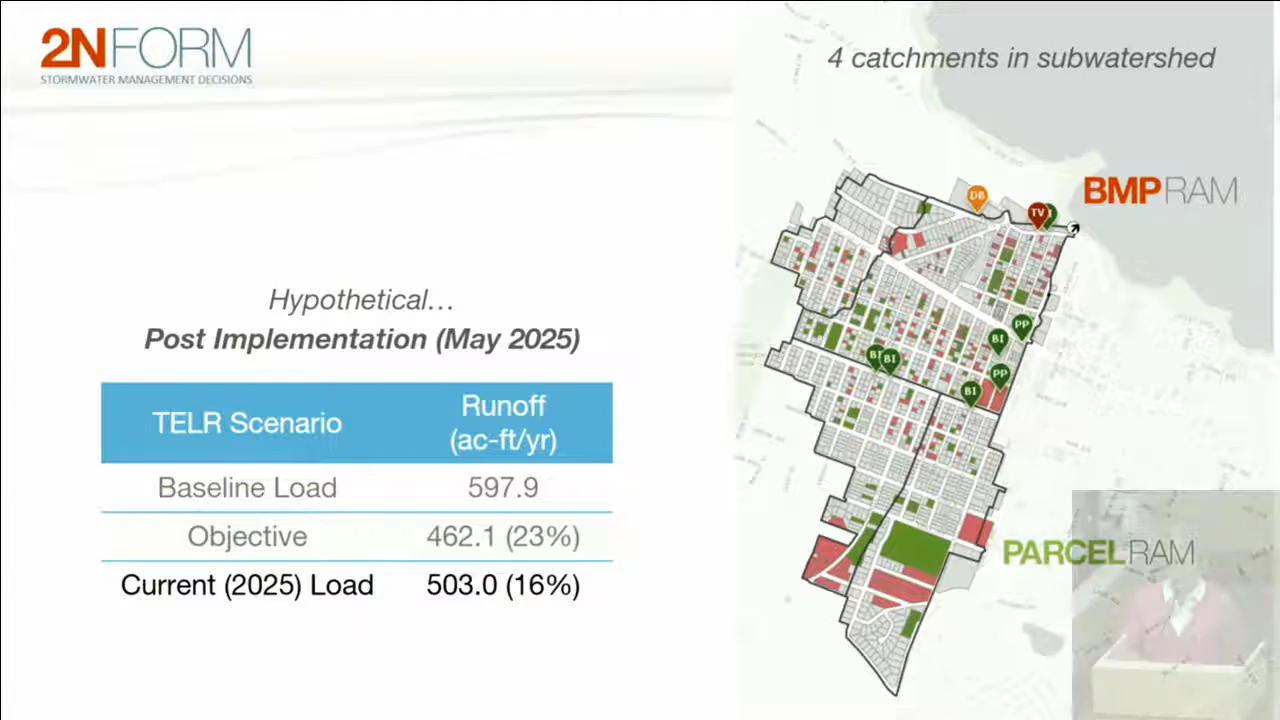 2NFORM
STORMWATER MANAGEMENT DECISIONS
4 catchments in subwatershed
BMPRAM
DB
TV
PP
BI
BI
BI
PP
BI
Hypothetical…
Post Implementation (May 2025)
TELR Scenario
Runoff
(ac-ft/yr)
Baseline Load
597.9
Objective
462.1 (23%)
Current (2025) Load
503.0 (16%)
PARCELRAM